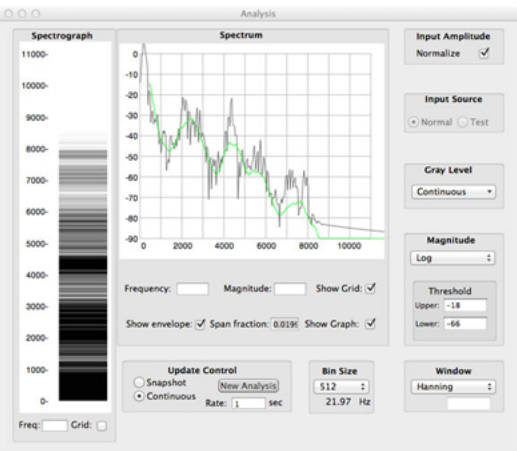 Analysis
Spectrograph
11000-
10000-
9000-
8000-
7000-
6000-
5000-
4000-
3000-
2000-
1000-
0-
Freq: Grid:
Spectrum
0
-10
-20
-30
-40
-50
-60
-70
-80
-90
0 2000 4000 6000 8000 10000
Frequency: Magnitude: Show Grid:
Show envelope: Span fraction: 0.0199 Show Graph:
Update Control
Snapshot New Analysis
Continuous Rate: 1 sec
Bin Size
512
21.97 Hz
Input Amplitude
Normalize
Input Source
Normal Test
Gray Level
Continuous
Magnitude
Log
Threshold
Upper: -18
Lower: -66
Window
Hanning